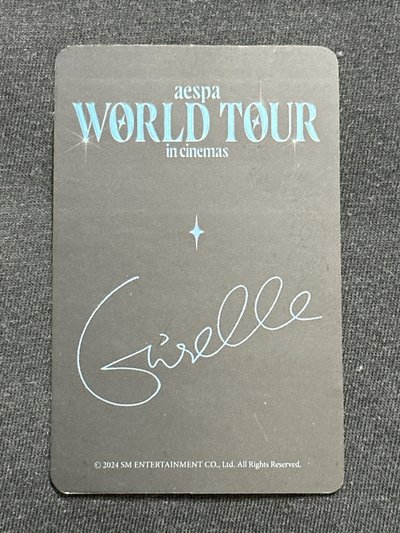 aespa
WORLD TOUR
in cinemas
Giselle
© 2024 SM ENTERTAINMENT CO., Ltd. All Rights Reserved.